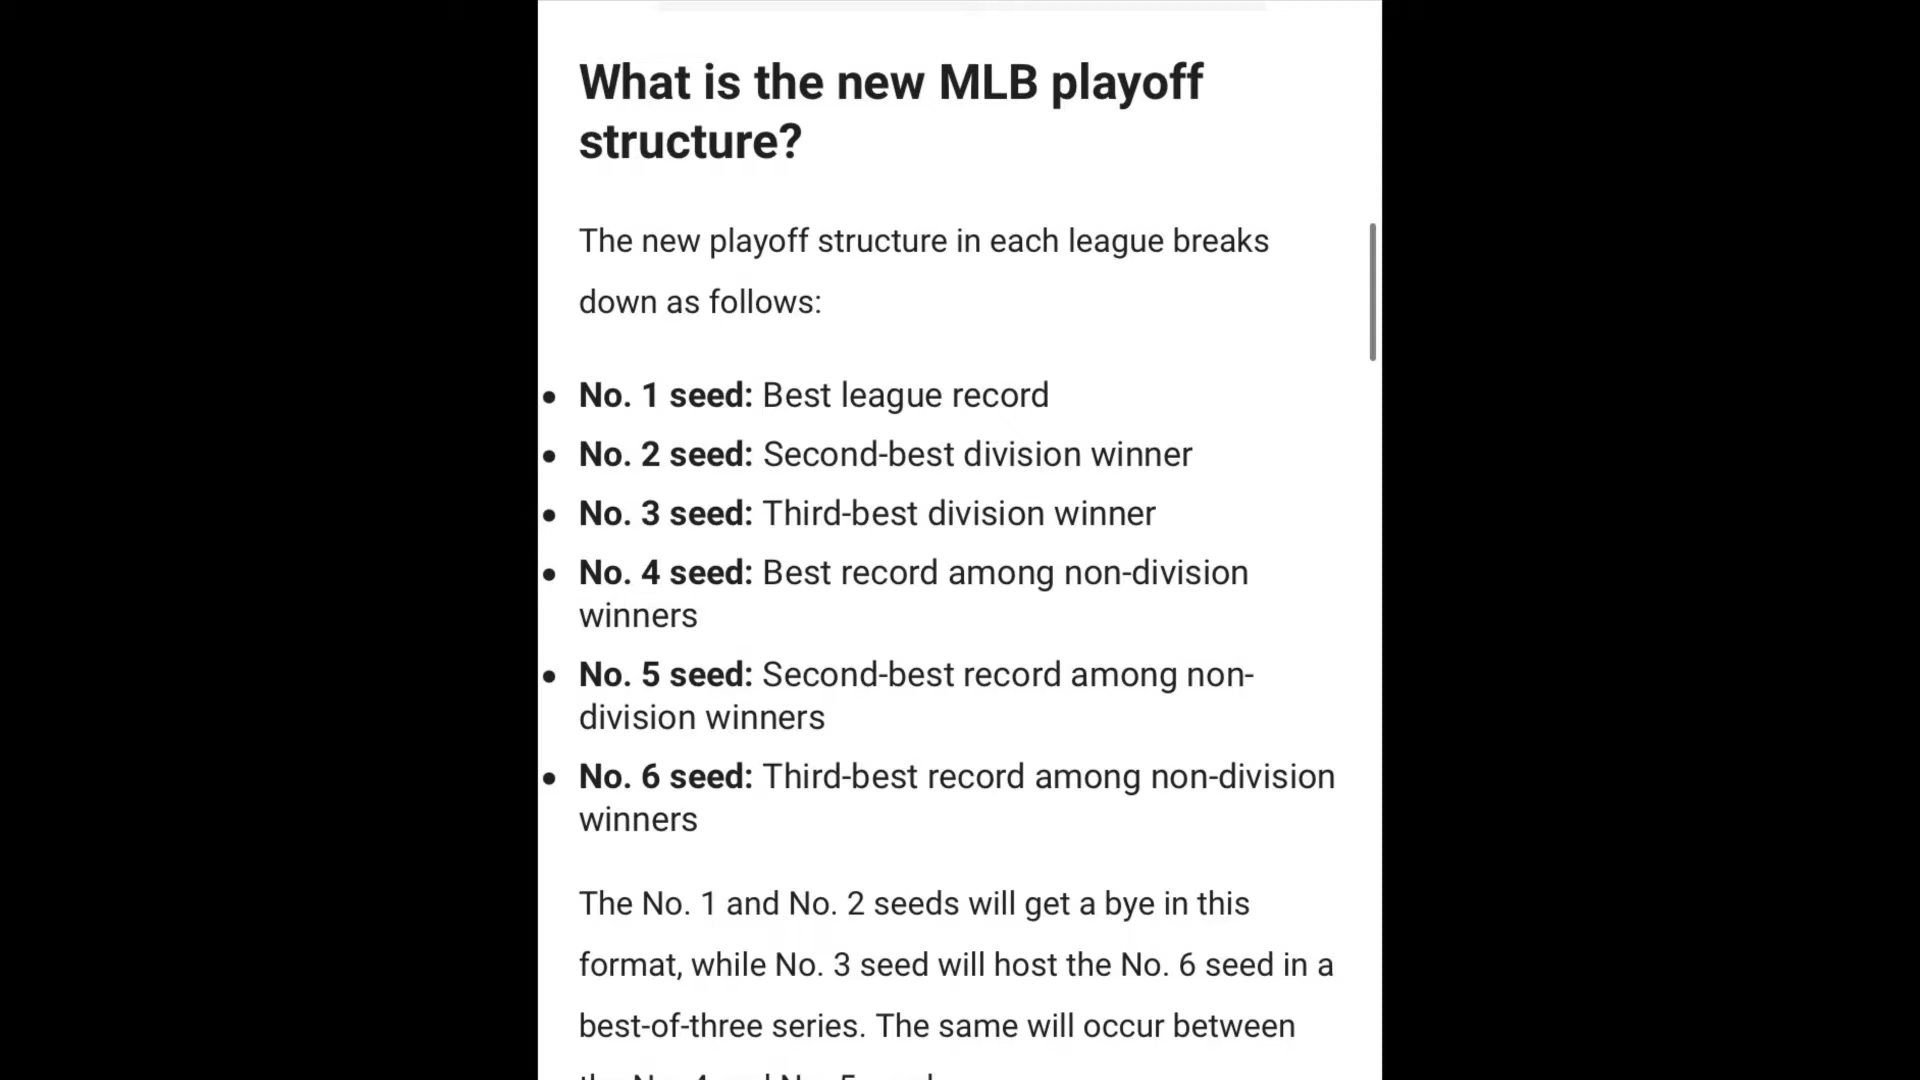 What is the new MLB playoff
structure?
The new playoff structure in each league breaks
down as follows:
• No. 1 seed: Best league record
• No. 2 seed: Second-best division winner
• No. 3 seed: Third-best division winner
• No. 4 seed: Best record among non-division
winners
• No. 5 seed: Second-best record among non-
division winners
• No. 6 seed: Third-best record among non-division
winners
The No. 1 and No. 2 seeds will get a bye in this
format, while No. 3 seed will host the No. 6 seed in a
best-of-three series. The same will occur between